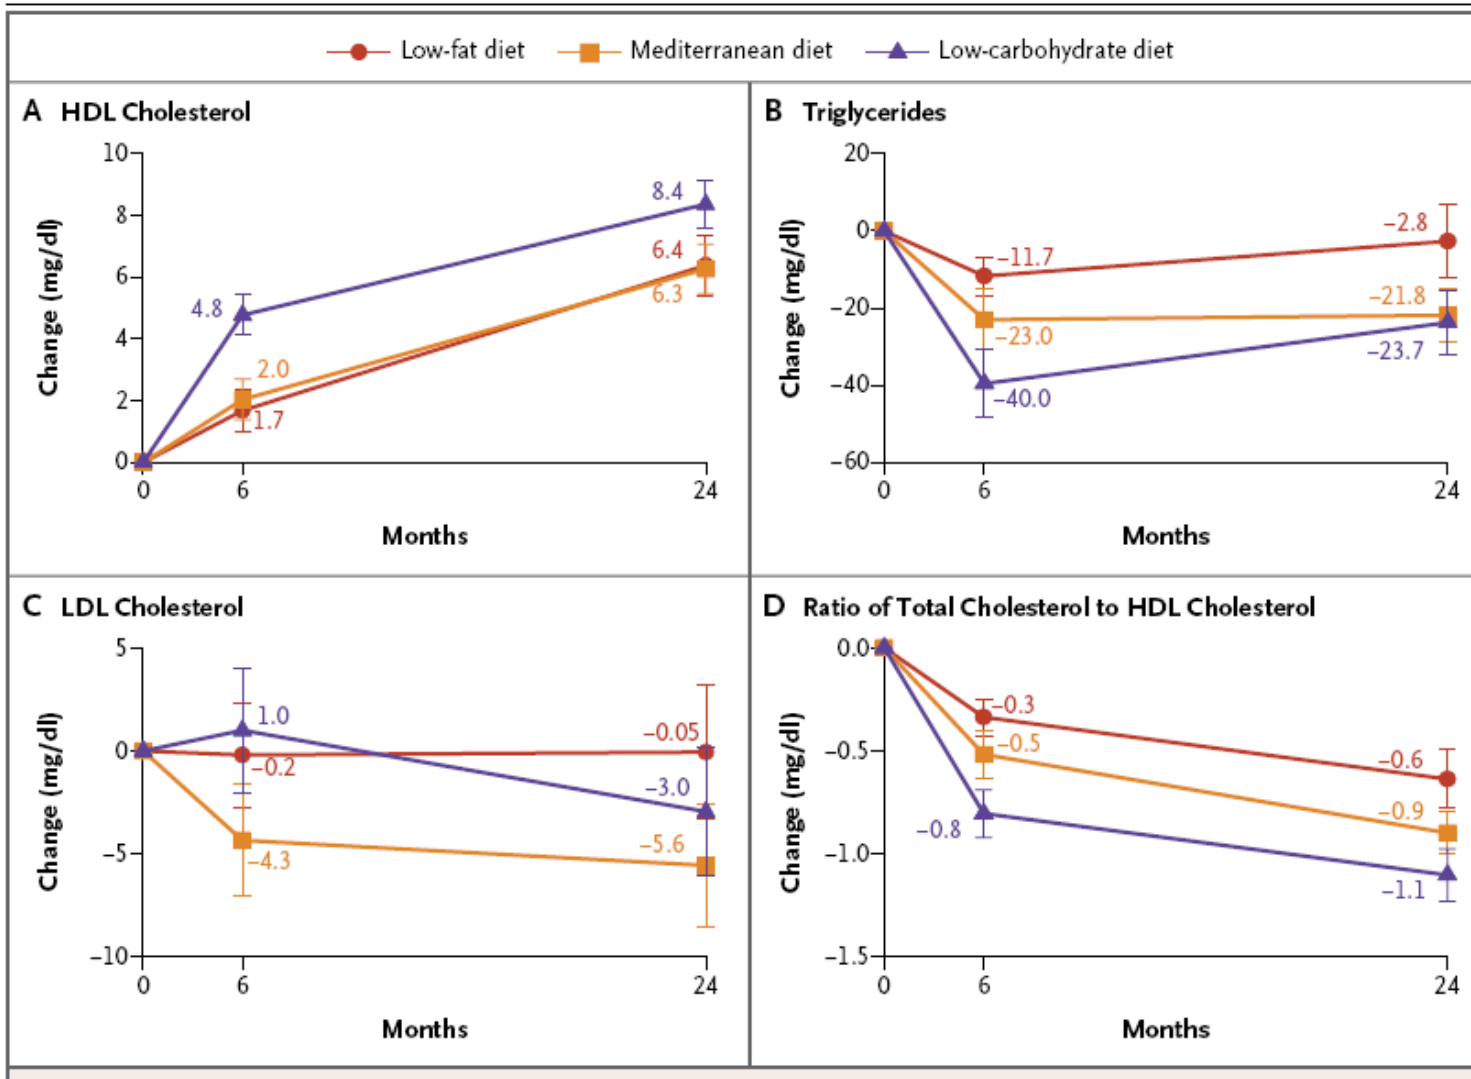 Low-fat diet Mediterranean diet Low-carbohydrate diet
A HDL Cholesterol
Change (mg/dl)
10
8
6
4
2
0
4.8
2.0
1.7
8.4
6.4
6.3
0 6 24
Months
B Triglycerides
Change (mg/dl)
20
0
−20
−40
−60
−11.7
−23.0
−40.0
−2.8
−21.8
−23.7
0 6 24
Months
C LDL Cholesterol
Change (mg/dl)
5
0
−5
−10
1.0
−0.2
−4.3
−0.05
−3.0
−5.6
0 6 24
Months
D Ratio of Total Cholesterol to HDL Cholesterol
Change (mg/dl)
0.0
−0.5
−1.0
−1.5
−0.3
−0.5
−0.8
−0.6
−0.9
−1.1
0 6 24
Months